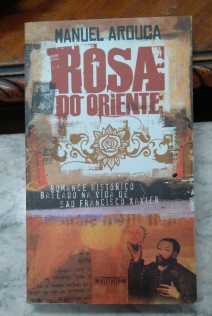 MANUEL AROUCA
ROSA
DO ORIENTE
ROMANCE HISTÓRICO
BASEADO NA VIDA DE
SÃO FRANCISCO XAVIER